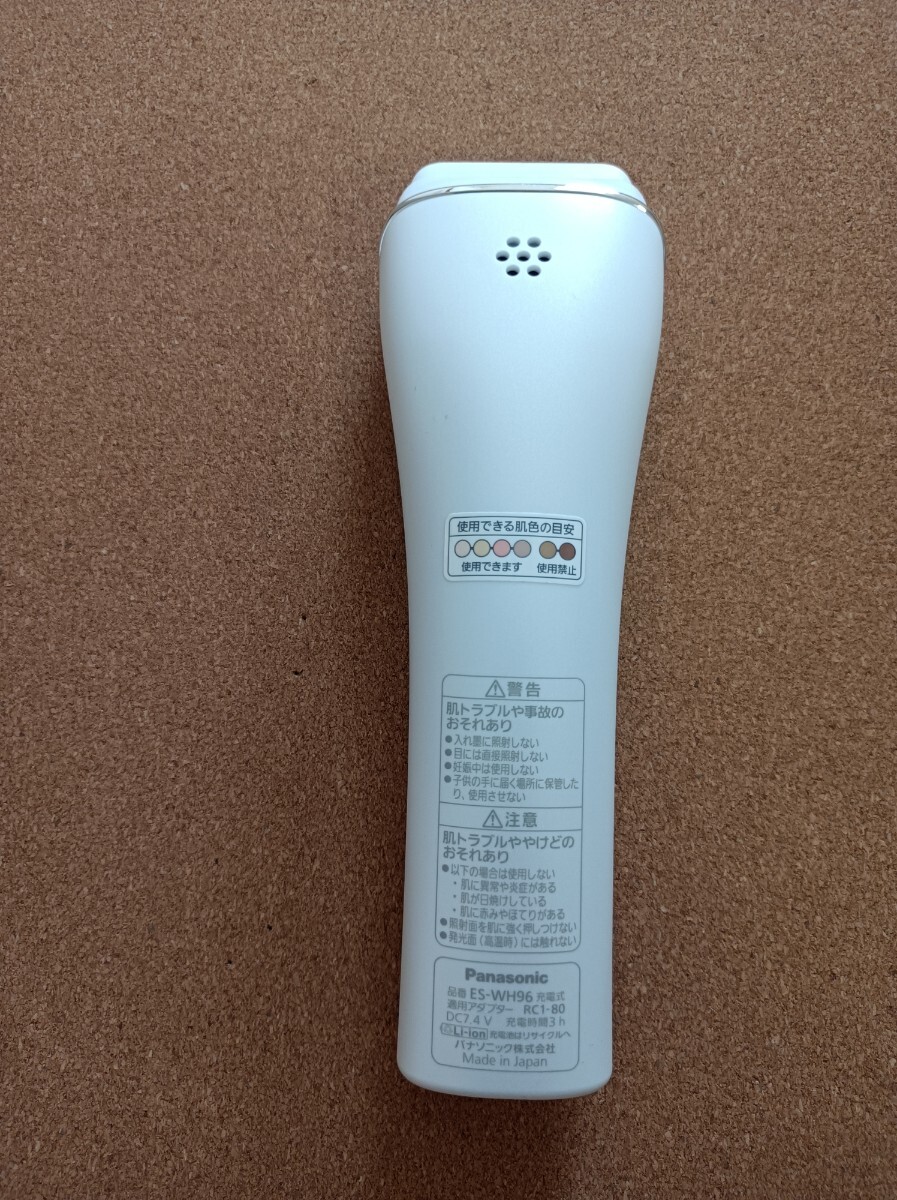 使用できる肌色の目安
使用できます 使用禁止
⚠警告
肌トラブルや事故の
おそれあり
●入れ墨に照射しない
●目には直接照射しない
●妊娠中は使用しない
●子供の手に届く場所に保管した
り、使用させない
⚠注意
肌トラブルややけどの
おそれあり
●以下の場合は使用しない
・肌に異常や炎症がある
・肌が日焼けしている
・肌に赤みやほてりがある
●照射面を肌に強く押しつけない
●発光面（高温時）には触れない
Panasonic
品番 ES-WH96 充電式
適用アダプター RC1-80
DC7.4 V 充電時間3 h
Li-ion 充電池はリサイクルへ
パナソニック株式会社
Made in Japan